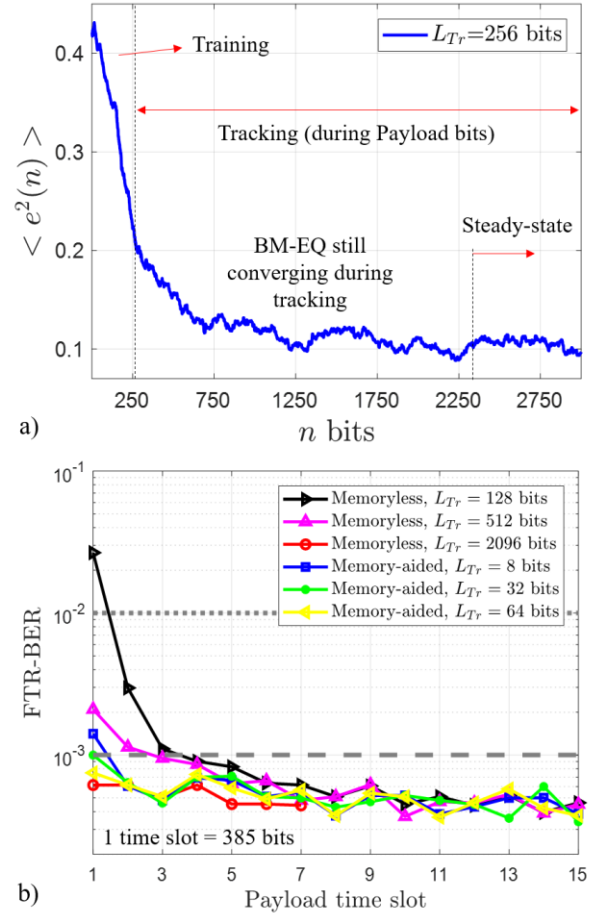 L_Tr=256 bits
Training
Tracking (during Payload bits)
Steady-state
BM-EQ still
converging during
tracking
0.4
0.3
0.2
0.1
< e²(n) >
250 750 1250 1750 2250 2750
n bits
a)
10⁻¹
10⁻²
10⁻³
FTR-BER
Memoryless, L_Tr = 128 bits
Memoryless, L_Tr = 512 bits
Memoryless, L_Tr = 2096 bits
Memory-aided, L_Tr = 8 bits
Memory-aided, L_Tr = 32 bits
Memory-aided, L_Tr = 64 bits
1 time slot = 385 bits
1 3 5 7 9 11 13 15
Payload time slot
b)